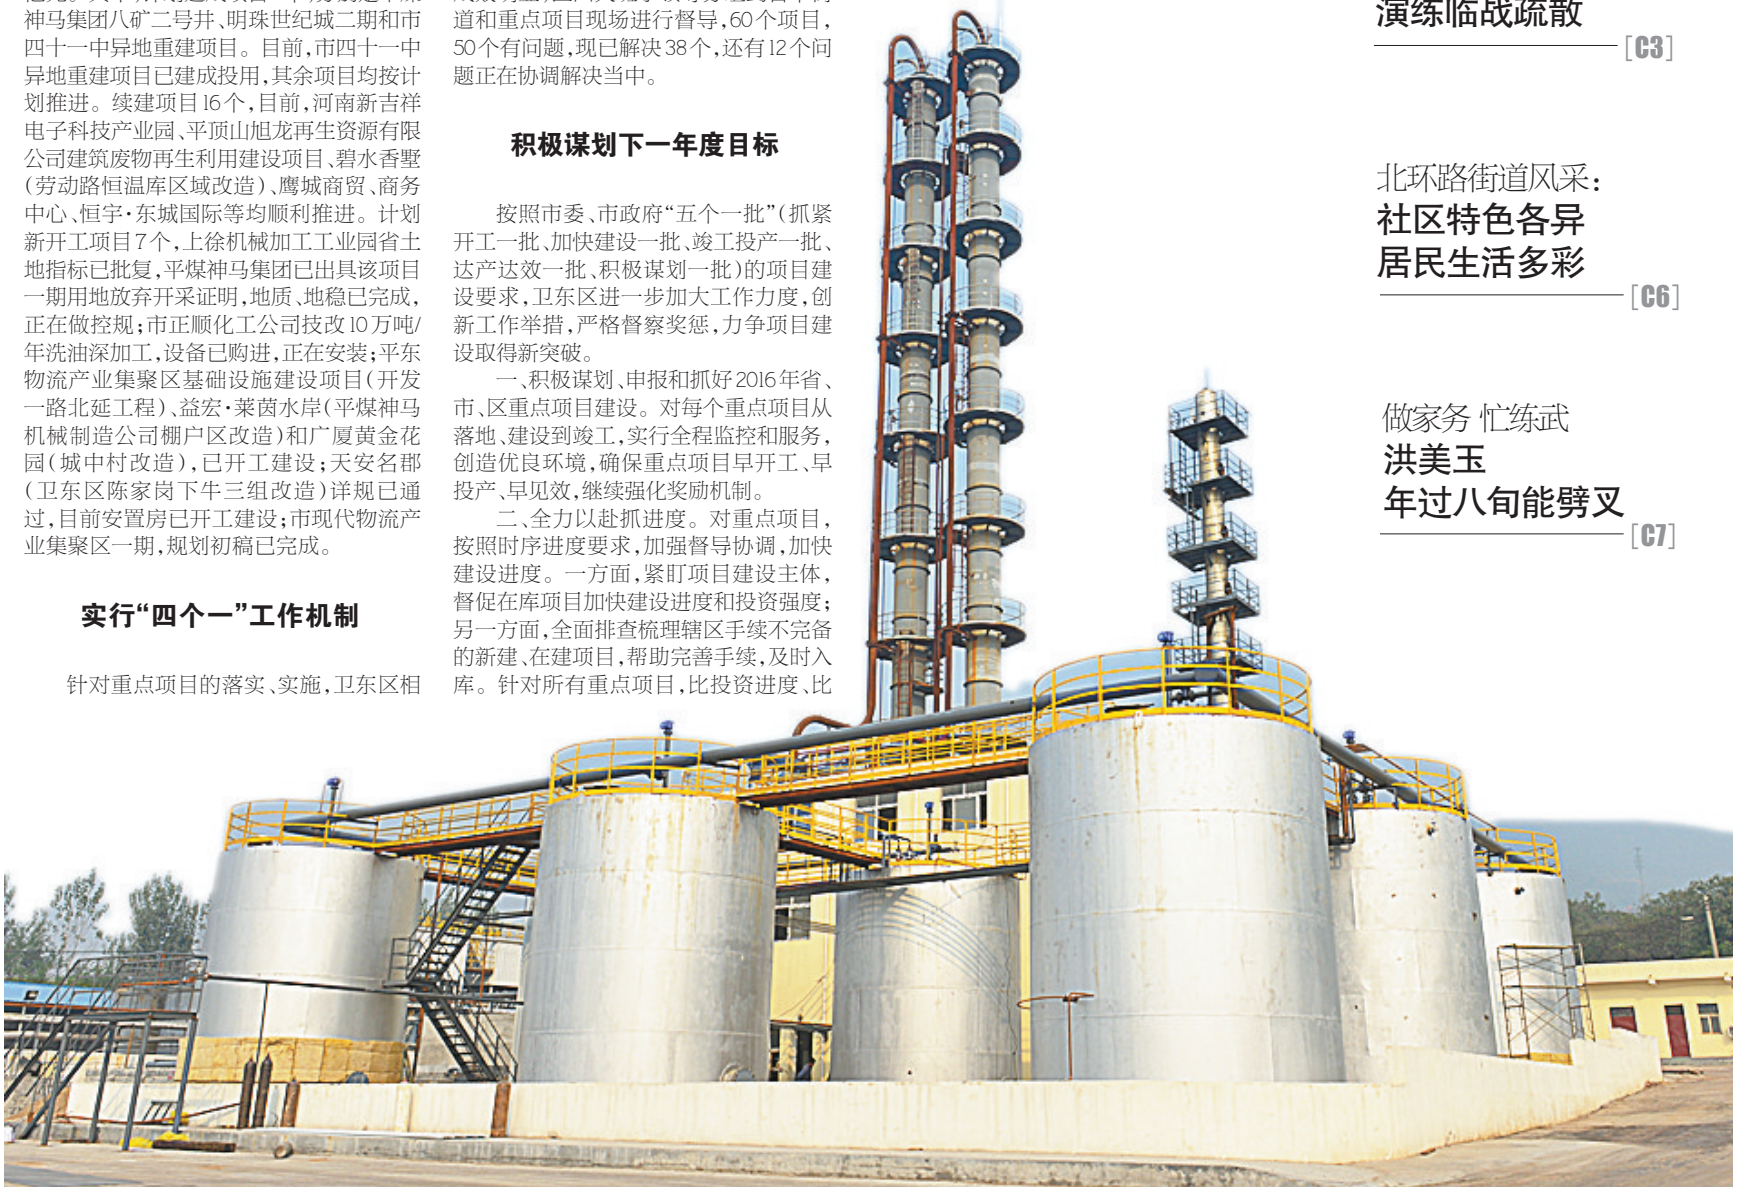 神马集团八矿二号井、明珠世纪城二期和市
四十一中异地重建项目。目前,市四十一中
异地重建项目已建成投用,其余项目均按计
划推进。续建项目16个,目前,河南新吉祥
电子科技产业园、平顶山旭龙再生资源有限
公司建筑废物再生利用建设项目、碧水香墅
(劳动路恒温库区域改造)、鹰城商贸、商务
中心、恒宇·东城国际等均顺利推进。计划
新开工项目7个,上徐机械加工工业园省土
地指标已批复,平煤神马集团已出具该项目
一期用地放弃开采证明,地质、地稳已完成,
正在做控规;市正顺化工公司技改10万吨/
年洗油深加工,设备已购进,正在安装;平东
物流产业集聚区基础设施建设项目(开发
一路北延工程)、益宏·莱茵水岸(平煤神马
机械制造公司棚户区改造)和广厦黄金花
园(城中村改造),已开工建设;天安名郡
(卫东区陈家岗下牛三组改造)详规已通
过,目前安置房已开工建设;市现代物流产
业集聚区一期,规划初稿已完成。
实行“四个一”工作机制
针对重点项目的落实、实施,卫东区相
道和重点项目现场进行督导,60个项目,
50个有问题,现已解决38个,还有12个问
题正在协调解决当中。
积极谋划下一年度目标
按照市委、市政府“五个一批”(抓紧
开工一批、加快建设一批、竣工投产一批、
达产达效一批、积极谋划一批)的项目建
设要求,卫东区进一步加大工作力度,创
新工作举措,严格督察奖惩,力争项目建
设取得新突破。
一、积极谋划、申报和抓好2016年省、
市、区重点项目建设。对每个重点项目从
落地、建设到竣工,实行全程监控和服务,
创造优良环境,确保重点项目早开工、早
投产、早见效,继续强化奖励机制。
二、全力以赴抓进度。对重点项目,
按照时序进度要求,加强督导协调,加快
建设进度。一方面,紧盯项目建设主体,
督促在库项目加快建设进度和投资强度;
另一方面,全面排查梳理辖区手续不完备
的新建、在建项目,帮助完善手续,及时入
库。针对所有重点项目,比投资进度、比
演练临战疏散
[C3]
北环路街道风采:
社区特色各异
居民生活多彩
[C6]
做家务 忙练武
洪美玉
年过八旬能劈叉
[C7]